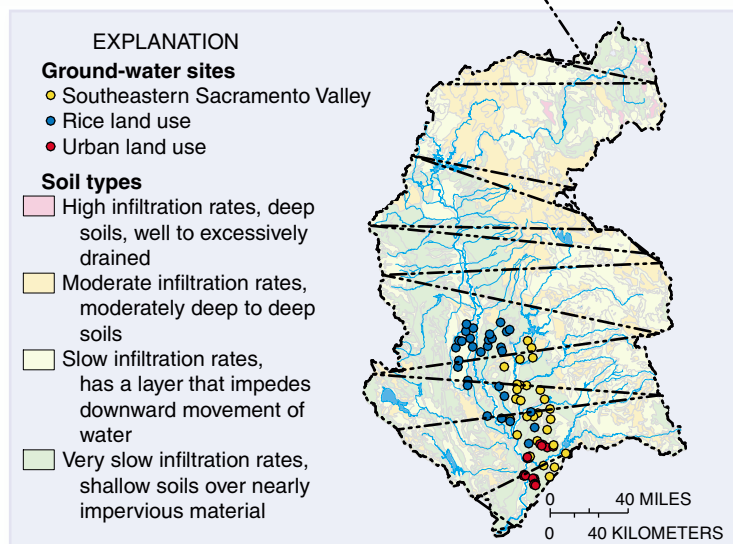 EXPLANATION
Ground-water sites
Southeastern Sacramento Valley
Rice land use
Urban land use
Soil types
High infiltration rates, deep
soils, well to excessively
drained
Moderate infiltration rates,
moderately deep to deep
soils
Slow infiltration rates,
has a layer that impedes
downward movement of
water
Very slow infiltration rates,
shallow soils over nearly
impervious material
0 40 MILES
0 40 KILOMETERS